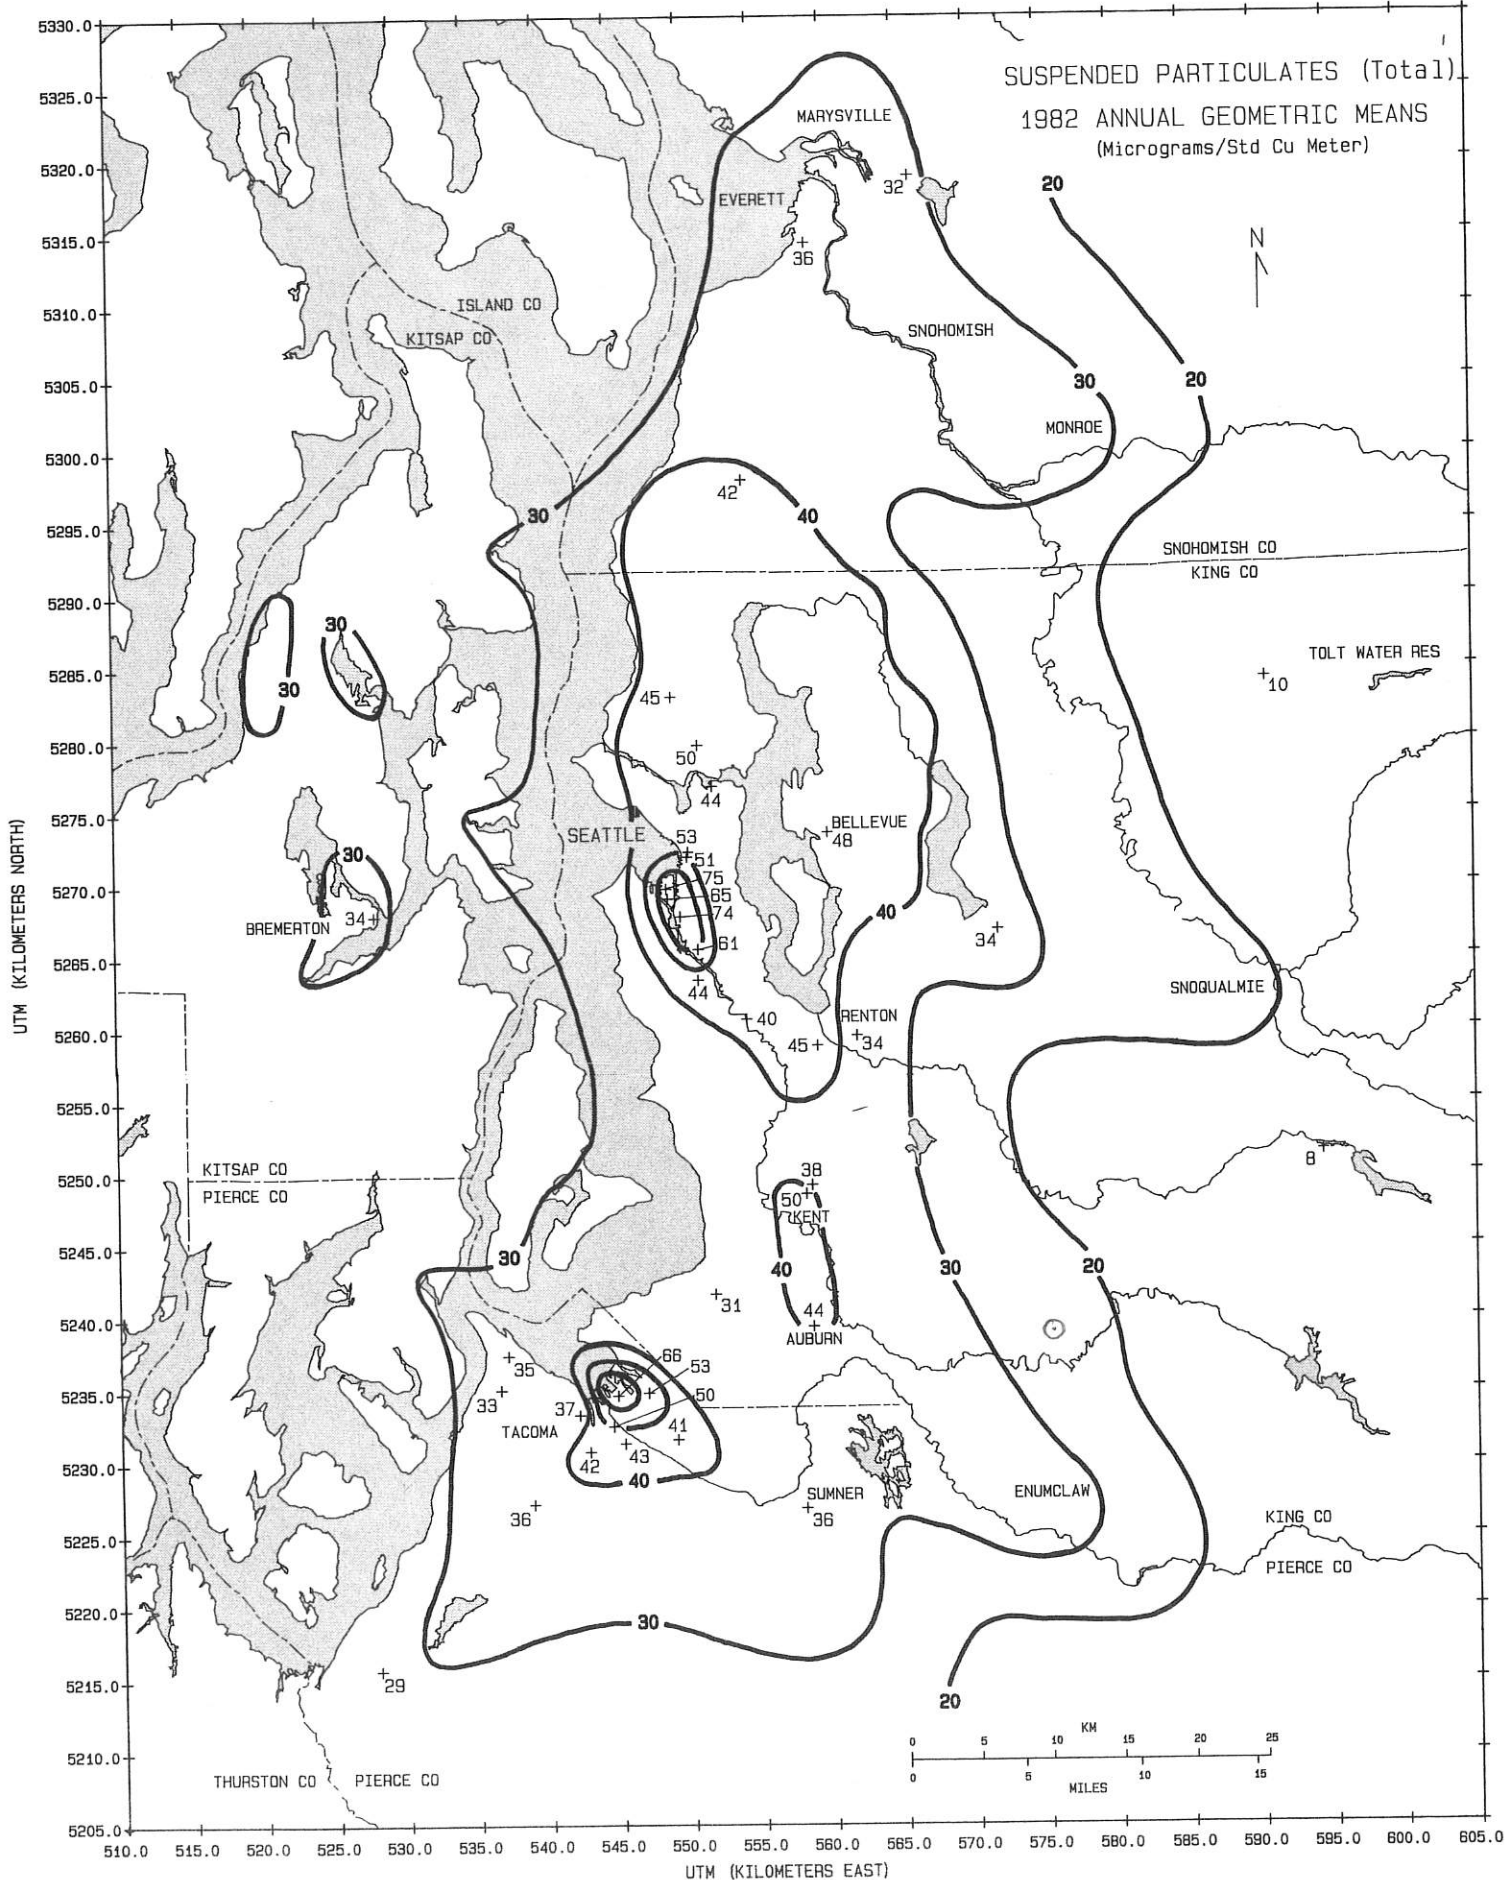 5330.0
SUSPENDED PARTICULATES (Total)
1982 ANNUAL GEOMETRIC MEANS
(Micrograms/Std Cu Meter)
5325.0
MARYSVILLE
5320.0
32
20
EVERETT
5315.0
N
36
ISLAND CO
5310.0
KITSAP CO
SNOHOMISH
5305.0
30
20
MONROE
5300.0
42
30
40
5295.0
SNOHOMISH CO
KING CO
5290.0
30
TOLT WATER RES
5285.0
30
45
10
5280.0
50
44
5275.0
SEATTLE
BELLEVUE
53
48
51
30
75
5270.0
65
74
40
BREMERTON
34
34
61
5265.0
44
SNOQUALMIE
40
RENTON
5260.0
45
34
UTM (KILOMETERS NORTH)
5255.0
8
KITSAP CO
38
5250.0
PIERCE CO
50
KENT
5245.0
30
40
30
20
31
44
5240.0
AUBURN
66
35
53
5235.0
33
50
37
TACOMA
41
43
42
5230.0
40
SUMNER
ENUMCLAW
36
36
KING CO
5225.0
PIERCE CO
5220.0
30
5215.0
29
20
KM
0 5 10 15 20 25
5210.0
0 5 10 15
MILES
THURSTON CO PIERCE CO
5205.0
510.0 515.0 520.0 525.0 530.0 535.0 540.0 545.0 550.0 555.0 560.0 565.0 570.0 575.0 580.0 585.0 590.0 595.0 600.0 605.0
UTM (KILOMETERS EAST)